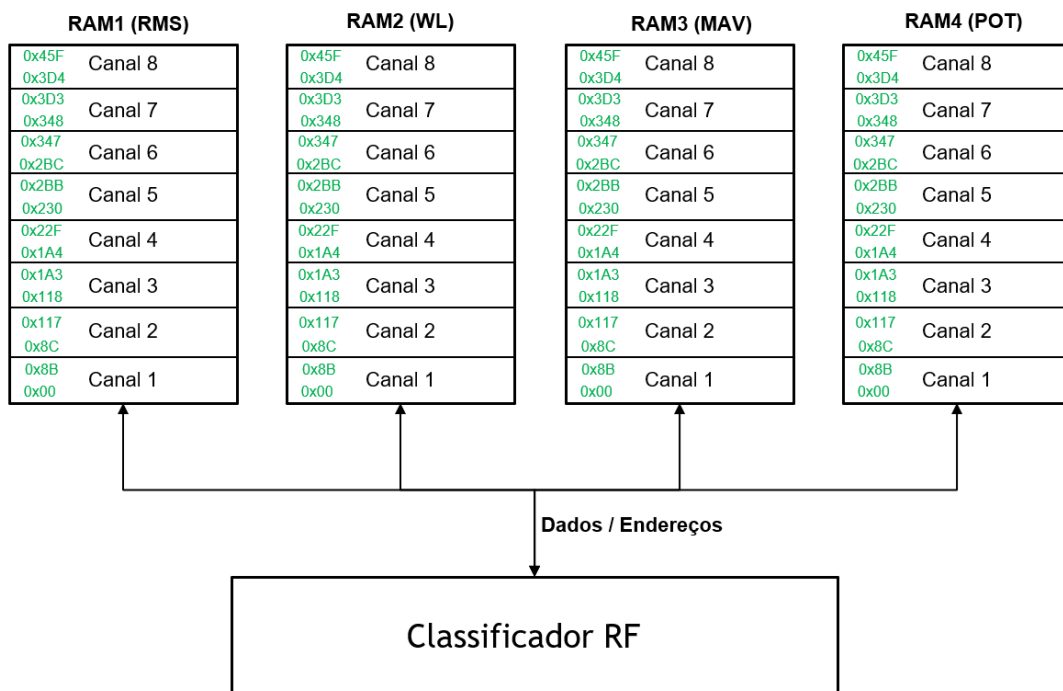 RAM1 (RMS)
0x45F
Canal 8
0x3D4
0x3D3
Canal 7
0x348
0x347
Canal 6
0x2BC
0x2BB
Canal 5
0x230
0x22F
Canal 4
0x1A4
0x1A3
Canal 3
0x118
0x117
Canal 2
0x8C
0x8B
Canal 1
0x00
RAM2 (WL)
0x45F
Canal 8
0x3D4
0x3D3
Canal 7
0x348
0x347
Canal 6
0x2BC
0x2BB
Canal 5
0x230
0x22F
Canal 4
0x1A4
0x1A3
Canal 3
0x118
0x117
Canal 2
0x8C
0x8B
Canal 1
0x00
RAM3 (MAV)
0x45F
Canal 8
0x3D4
0x3D3
Canal 7
0x348
0x347
Canal 6
0x2BC
0x2BB
Canal 5
0x230
0x22F
Canal 4
0x1A4
0x1A3
Canal 3
0x118
0x117
Canal 2
0x8C
0x8B
Canal 1
0x00
RAM4 (POT)
0x45F
Canal 8
0x3D4
0x3D3
Canal 7
0x348
0x347
Canal 6
0x2BC
0x2BB
Canal 5
0x230
0x22F
Canal 4
0x1A4
0x1A3
Canal 3
0x118
0x117
Canal 2
0x8C
0x8B
Canal 1
0x00
Dados / Endereços
Classificador RF